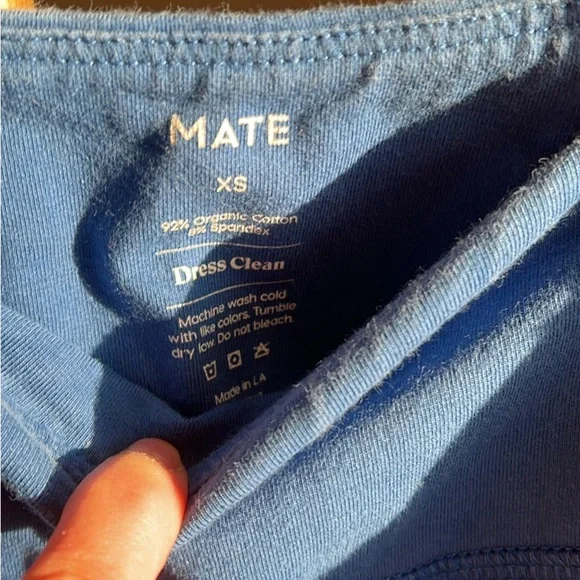 MATE
XS
92% Organic Cotton
8% Spandex
Dress Clean
Machine wash cold
with like colors. Tumble
dry low. Do not bleach.
Made in LA